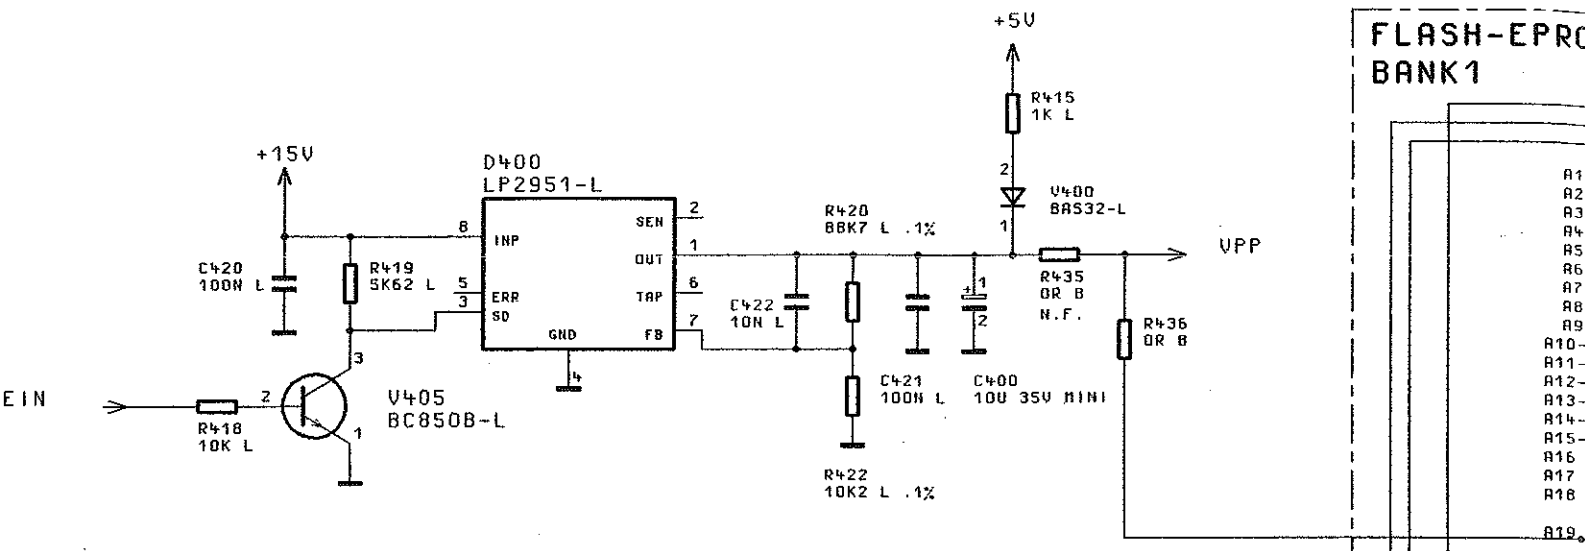 +5V
FLASH-EPRO
BANK1
R415
1K L
+15V
D400
LP2951-L
2
V400
BAS32-L
1
8
INP
SEN
2
R420
88K7 L .1%
OUT
1
VPP
C420
100N L
R419
5K62 L
5
ERR
3
SD
TAP
6
C422
10N L
+
1
2
R435
0R B
N.F.
GND
FB
7
4
R436
0R B
3
C421
100N L
C400
10U 35V MINI
EIN
2
R418
10K L
V405
BC850B-L
1
R422
10K2 L .1%
A1
A2
A3
A4
A5
A6
A7
A8
A9
A10
A11
A12
A13
A14
A15
A16
A17
A18
A19